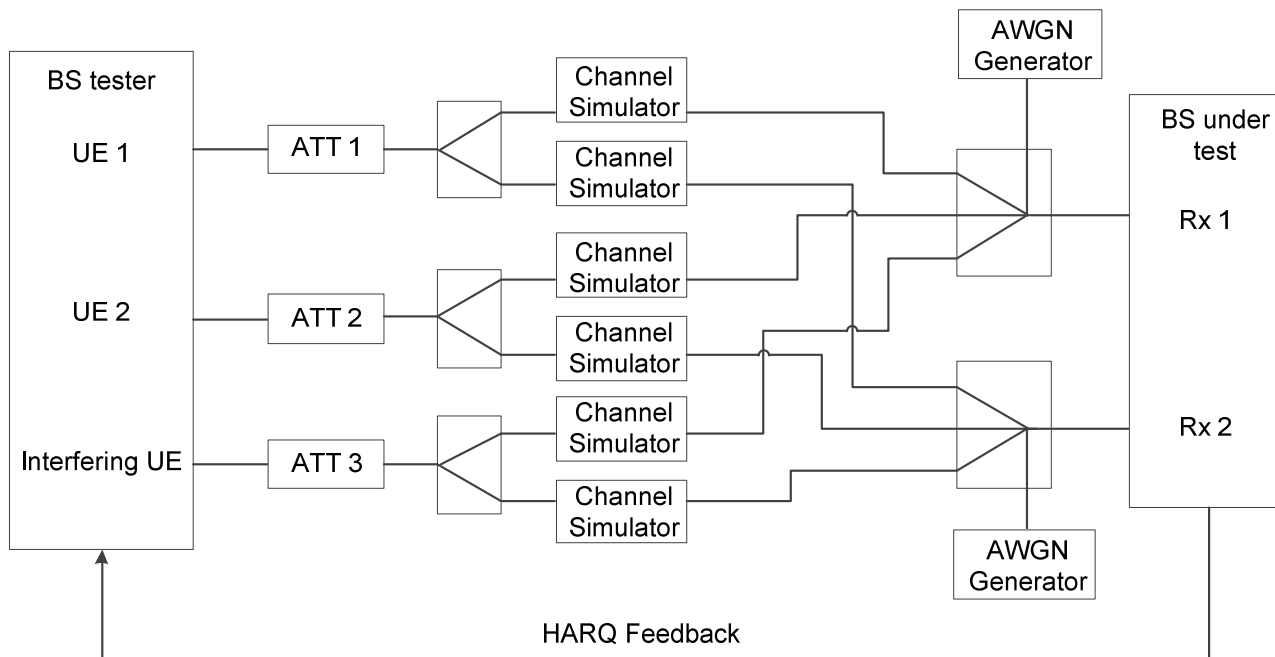 BS tester
UE 1
UE 2
Interfering UE
ATT 1
ATT 2
ATT 3
Channel
Simulator
Channel
Simulator
Channel
Simulator
Channel
Simulator
Channel
Simulator
Channel
Simulator
AWGN
Generator
AWGN
Generator
BS under
test
Rx 1
Rx 2
HARQ Feedback